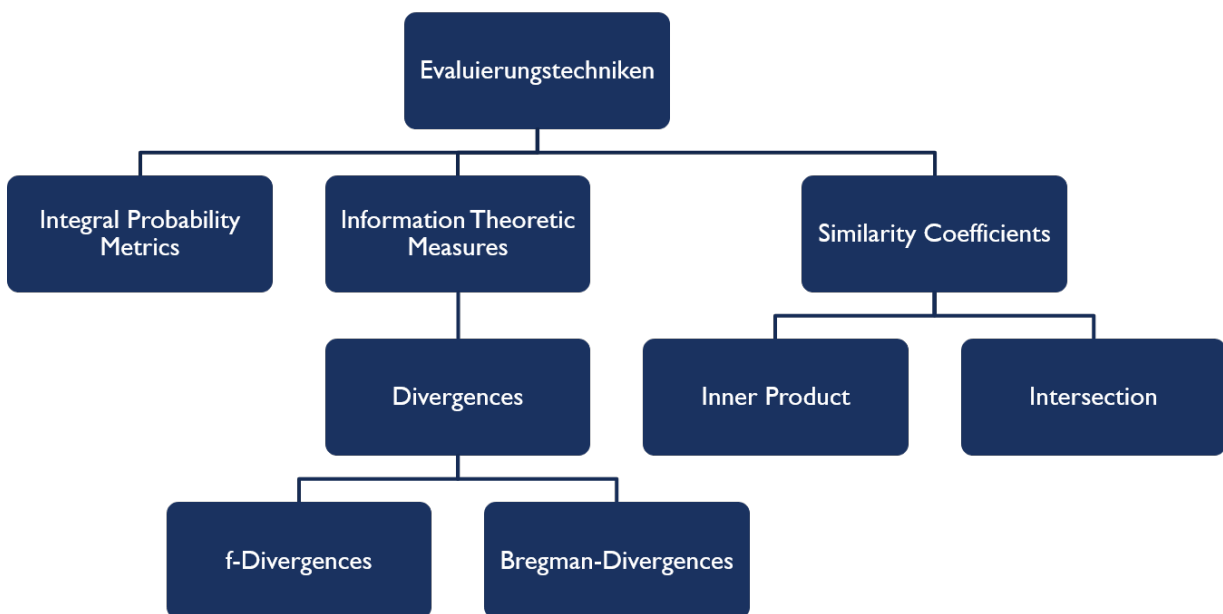 Evaluierungstechniken
Integral Probability
Metrics
Information Theoretic
Measures
Similarity Coefficients
Divergences
Inner Product
Intersection
f-Divergences
Bregman-Divergences